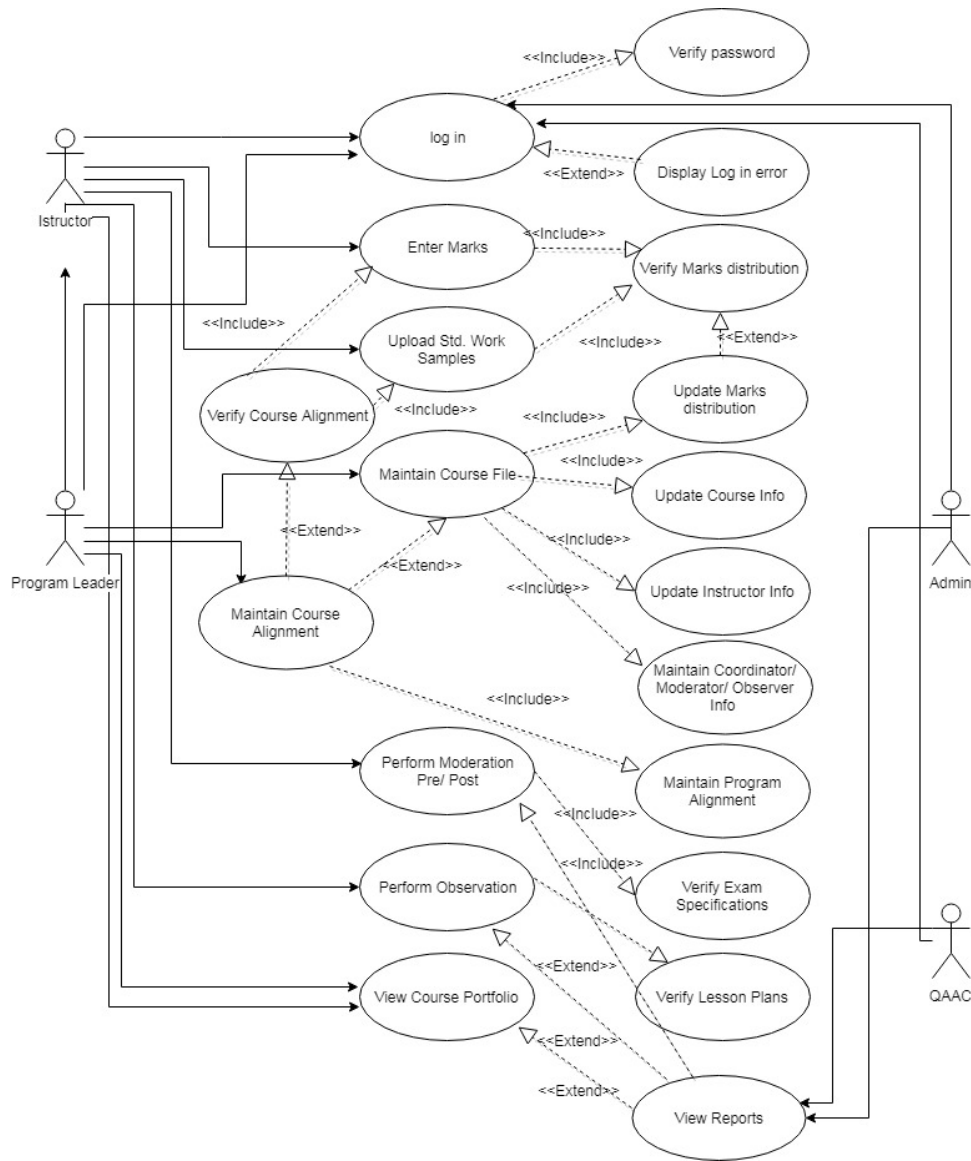 Verify password
<<Include>>
log in
<<Extend>>
Display Log in error
Istructor
Enter Marks
<<Include>>
Verify Marks distribution
<<Include>>
Upload Std. Work
Samples
<<Include>>
<<Extend>>
Verify Course Alignment
<<Include>>
Update Marks
distribution
<<Include>>
Maintain Course File
<<Include>>
Update Course Info
Program Leader
<<Extend>>
<<Include>>
Admin
<<Extend>>
Update Instructor Info
Maintain Course
Alignment
<<Include>>
Maintain Coordinator/
Moderator/ Observer
Info
<<Include>>
Perform Moderation
Pre/ Post
Maintain Program
Alignment
<<Include>>
<<Include>>
Perform Observation
Verify Exam
Specifications
<<Extend>>
View Course Portfolio
Verify Lesson Plans
QAAC
<<Extend>>
<<Extend>>
View Reports